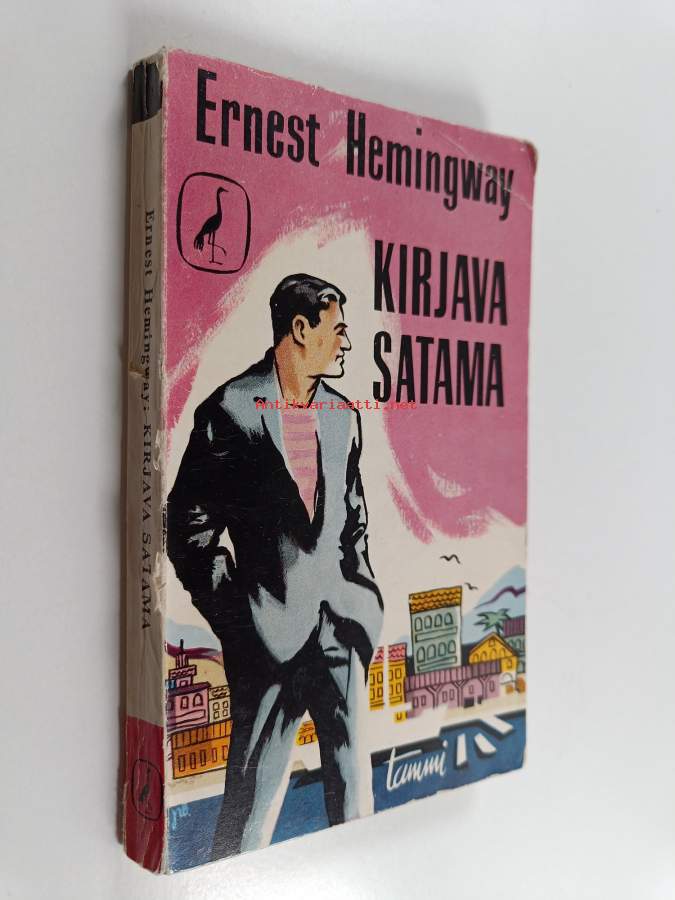 Ernest Hemingway
KIRJAVA
SATAMA
Antikvariaatti.net
tammi
Ernest Hemingway: KIRJAVA SATAMA